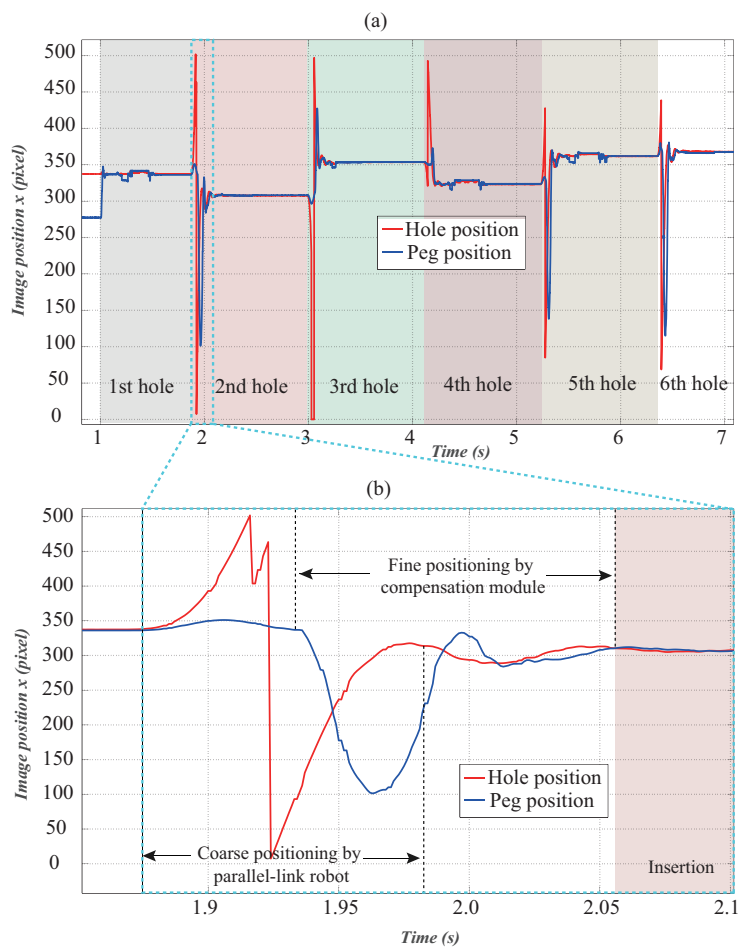 (a)
Image position x (pixel)
500
450
400
350
300
250
200
150
100
50
0
Hole position
Peg position
1st hole
2nd hole
3rd hole
4th hole
5th hole
6th hole
1
2
3
4
5
6
7
Time (s)
(b)
Image position x (pixel)
500
450
400
350
300
250
200
150
100
50
0
Fine positioning by
compensation module
Hole position
Peg position
Coarse positioning by
parallel-link robot
Insertion
1.9
1.95
2.0
2.05
2.1
Time (s)